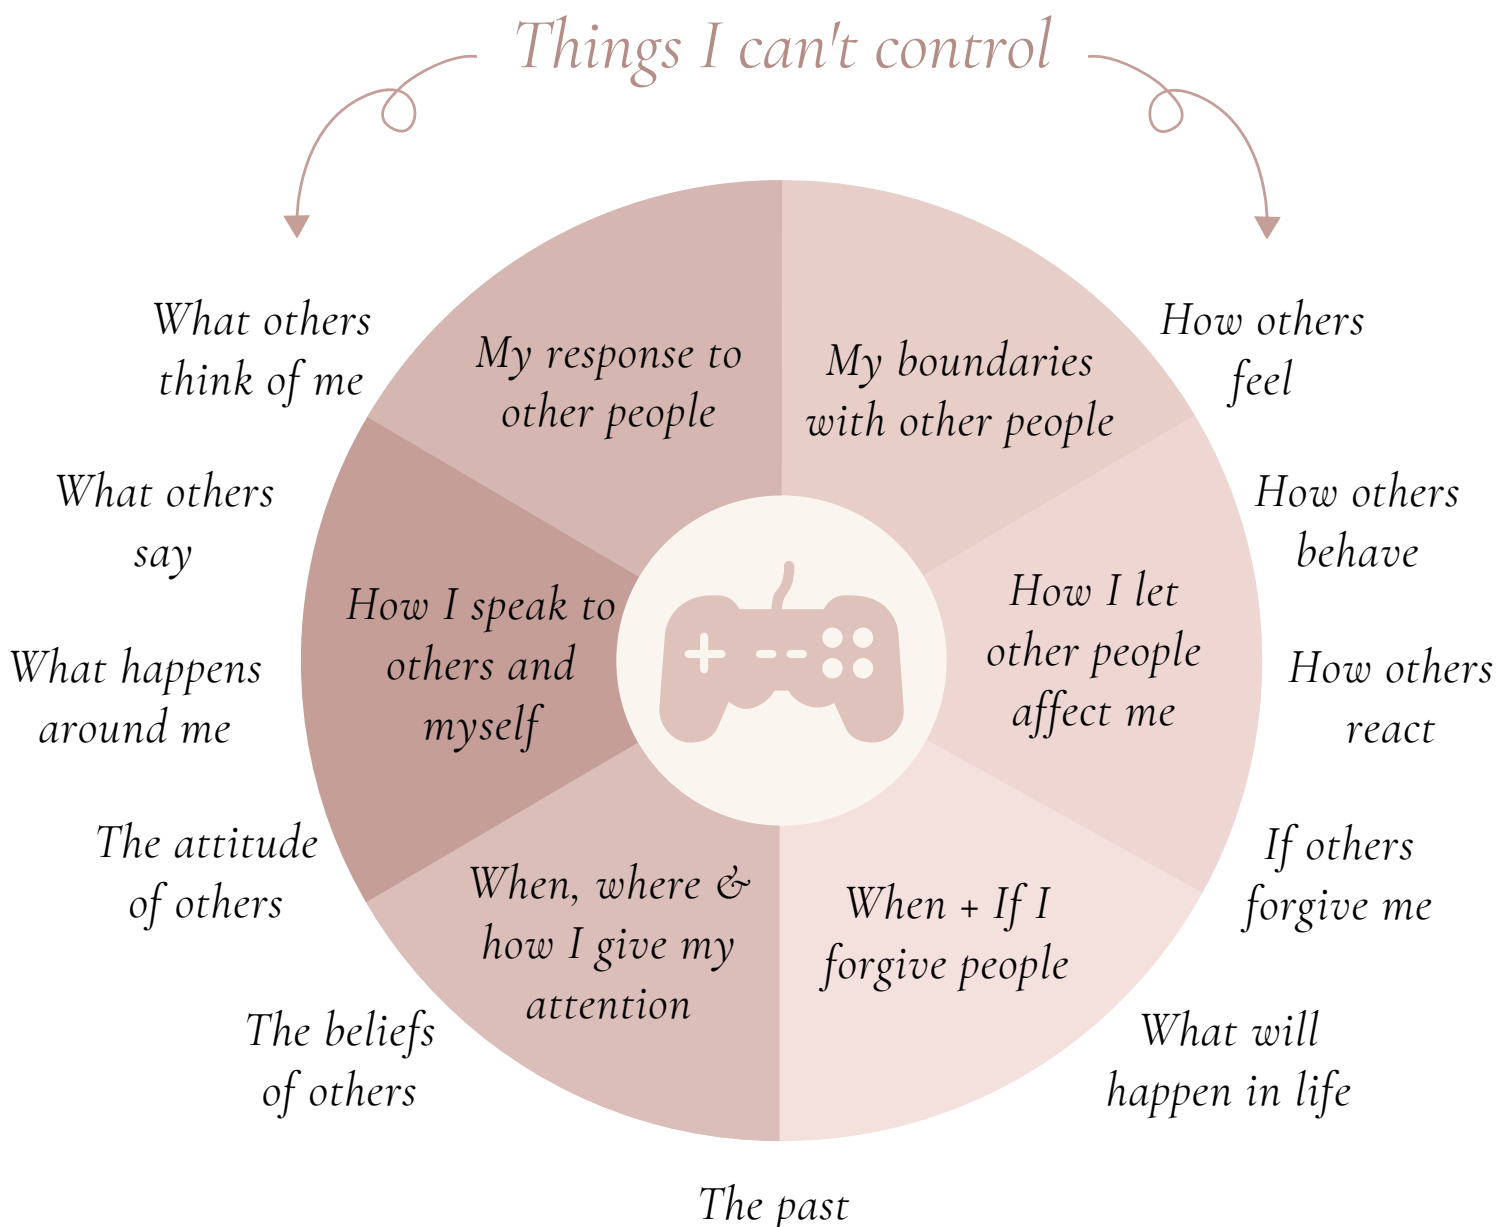 Things I can't control
What others
think of me
What others
say
What happens
around me
The attitude
of others
The beliefs
of others
My response to
other people
My boundaries
with other people
How I speak to
others and
myself
How I let
other people
affect me
When, where &
how I give my
attention
When + If I
forgive people
How others
feel
How others
behave
How others
react
If others
forgive me
What will
happen in life
The past